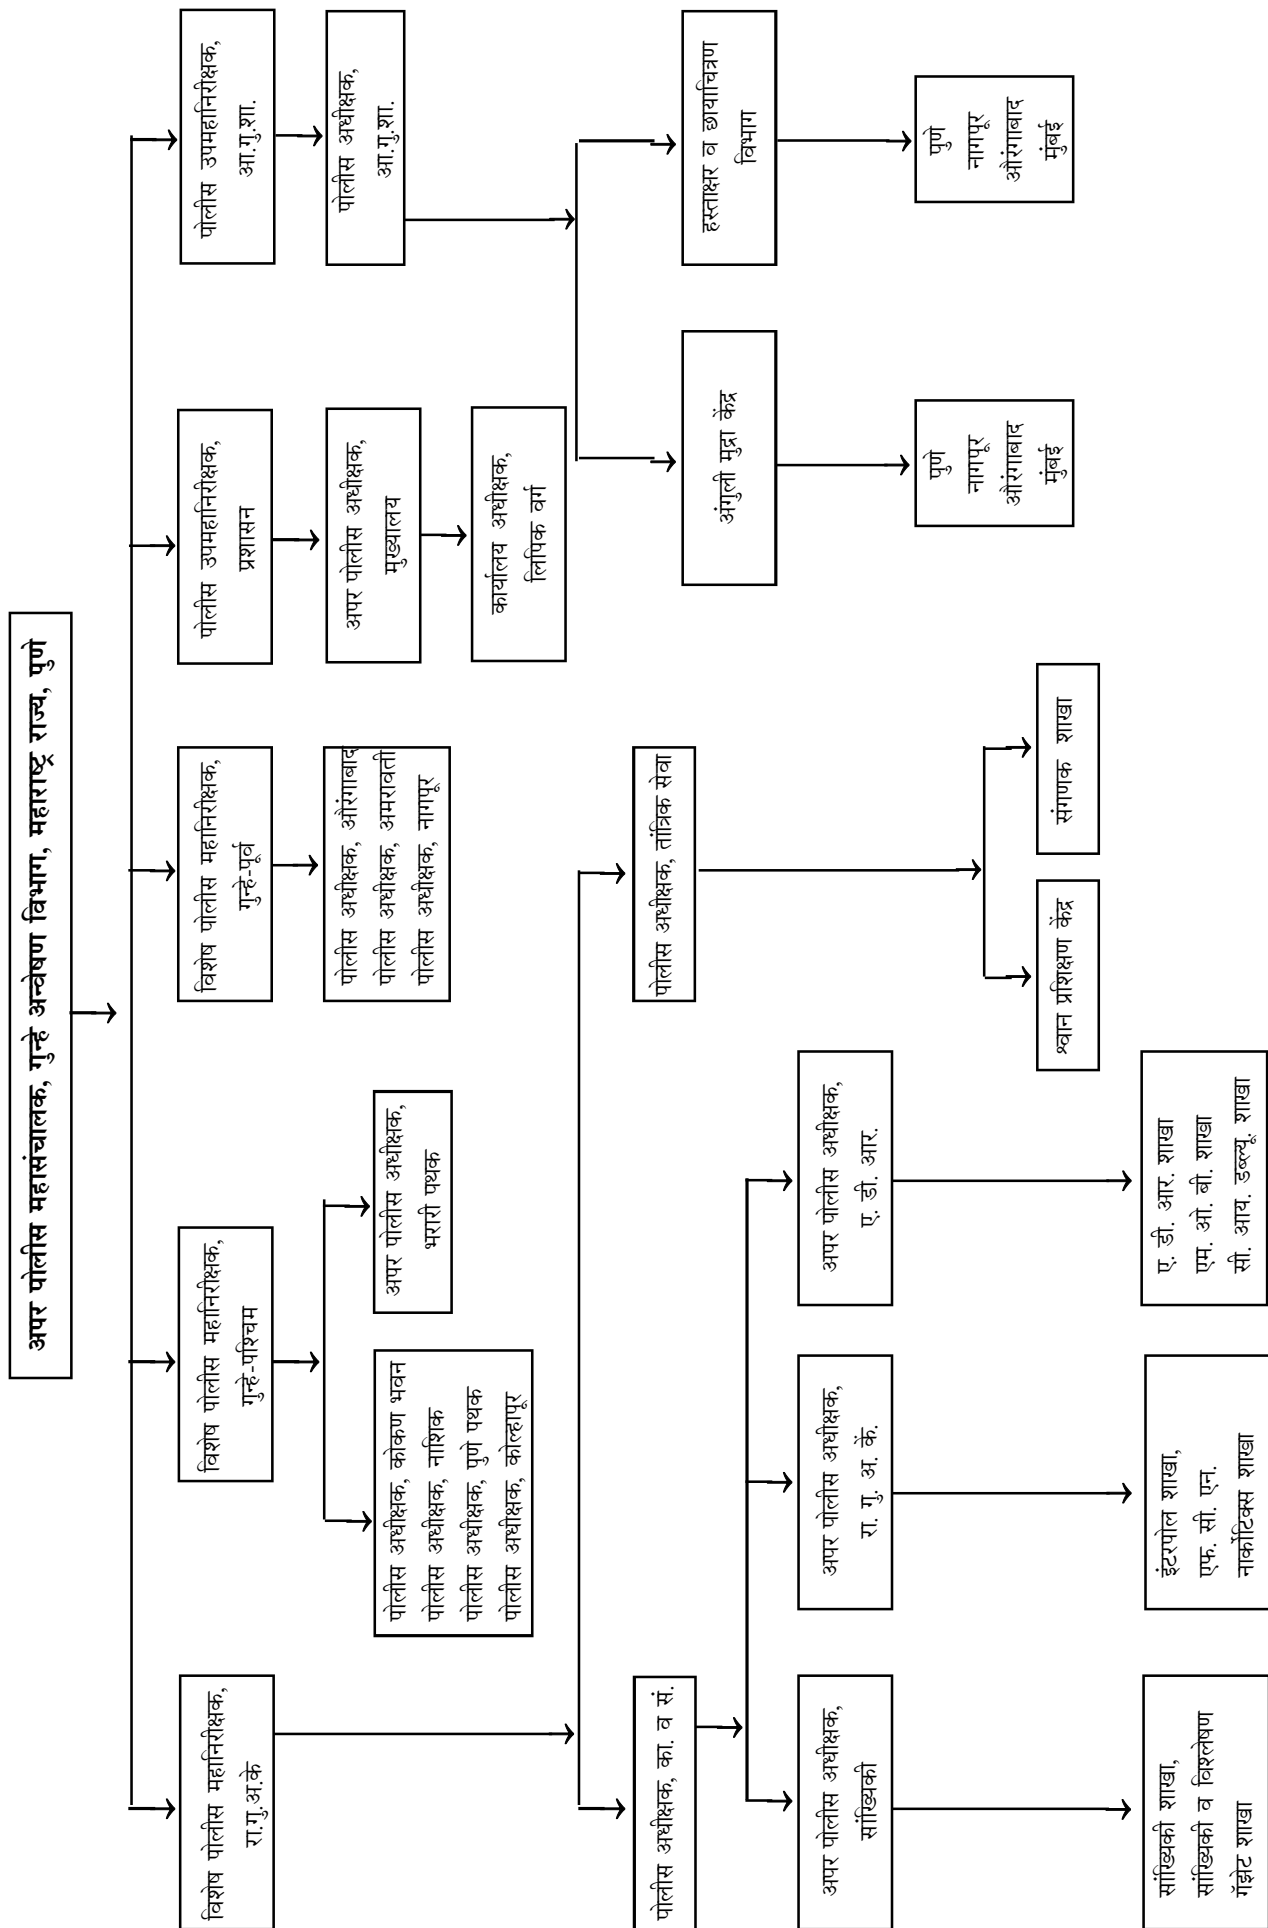 अपर पोलीस महासंचालक, गुन्हे अन्वेषण विभाग, महाराष्ट्र राज्य, पुणे
विशेष पोलीस महानिरीक्षक,
रा.गु.अ.के
विशेष पोलीस महानिरीक्षक,
गुन्हे-पश्चिम
विशेष पोलीस महानिरीक्षक,
गुन्हे-पूर्व
पोलीस उपमहानिरीक्षक,
प्रशासन
पोलीस उपमहानिरीक्षक,
आ.गु.शा.
पोलीस अधीक्षक, कोकण भवन
पोलीस अधीक्षक, नाशिक
पोलीस अधीक्षक, पुणे पथक
पोलीस अधीक्षक, कोल्हापूर
अपर पोलीस अधीक्षक,
भरारी पथक
पोलीस अधीक्षक, औरंगाबाद
पोलीस अधीक्षक, अमरावती
पोलीस अधीक्षक, नागपूर
अपर पोलीस अधीक्षक,
मुख्यालय
पोलीस अधीक्षक,
आ.गु.शा.
कार्यालय अधीक्षक,
लिपिक वर्ग
पोलीस अधीक्षक, का. व सं.
पोलीस अधीक्षक, तांत्रिक सेवा
अंगुली मुद्रा केंद्र
हस्ताक्षर व छायाचित्रण
विभाग
अपर पोलीस अधीक्षक,
सांख्यिकी
अपर पोलीस अधीक्षक,
रा. गु. अ. कें.
अपर पोलीस अधीक्षक,
ए. डी. आर.
पुणे
नागपूर
औरंगाबाद
मुंबई
पुणे
नागपूर
औरंगाबाद
मुंबई
श्वान प्रशिक्षण केंद्र
संगणक शाखा
सांख्यिकी शाखा,
सांख्यिकी व विश्लेषण
गॅझेट शाखा
इंटरपोल शाखा,
एफ. सी. एन.
नार्कोटिक्स शाखा
ए. डी. आर. शाखा
एम. ओ. बी. शाखा
सी. आय. डब्ल्यू. शाखा